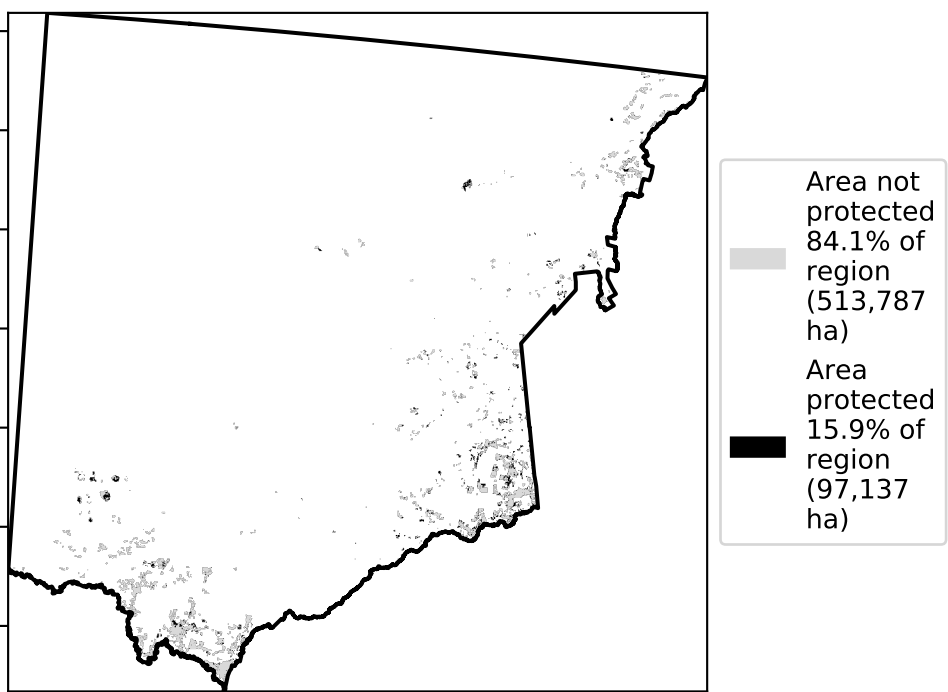 Area not
protected
84.1% of
region
(513,787
ha)
Area
protected
15.9% of
region
(97,137
ha)